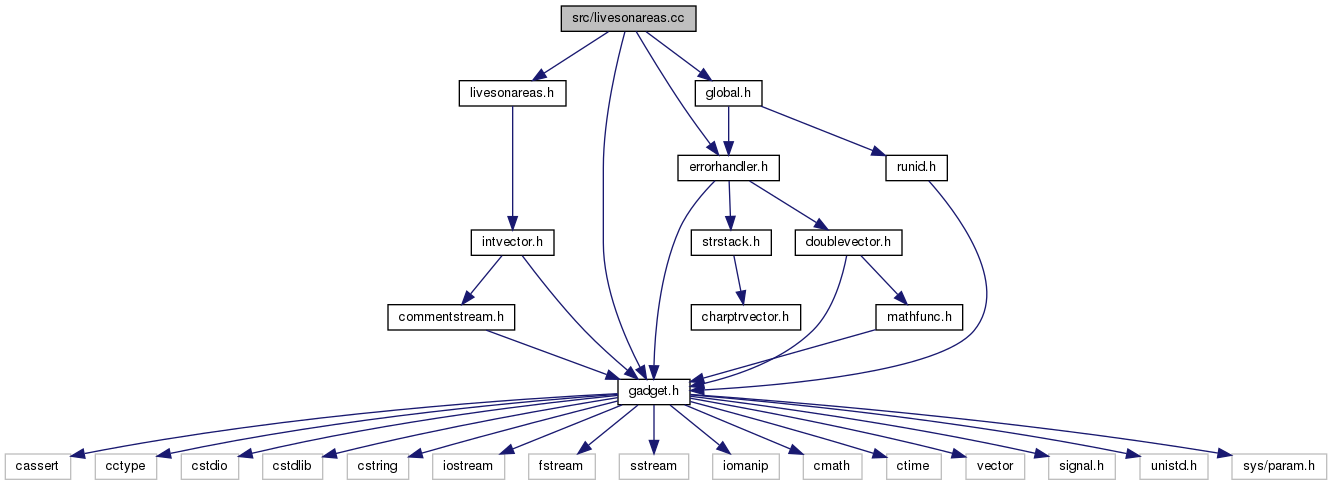 src/livesonareas.cc
livesonareas.h
global.h
errorhandler.h
runid.h
intvector.h
strstack.h
doublevector.h
commentstream.h
charptrvector.h
mathfunc.h
gadget.h
cassert
cctype
cstdio
cstdlib
cstring
iostream
fstream
sstream
iomanip
cmath
ctime
vector
signal.h
unistd.h
sys/param.h